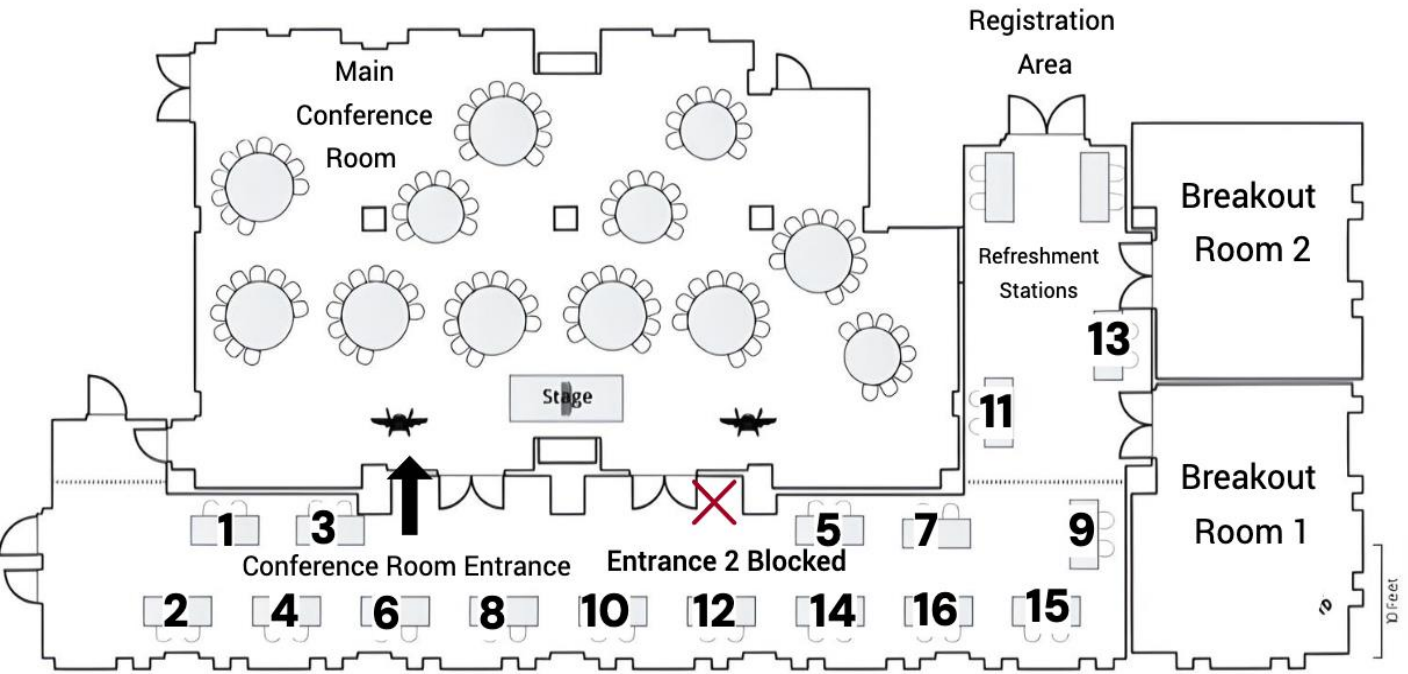 Registration
Area
Main
Conference
Room
Breakout
Room 2
Refreshment
Stations
13
Stage
11
Breakout
Room 1
1
3
5
7
9
Conference Room Entrance
Entrance 2 Blocked
2
4
6
8
10
12
14
16
15
10 Feet